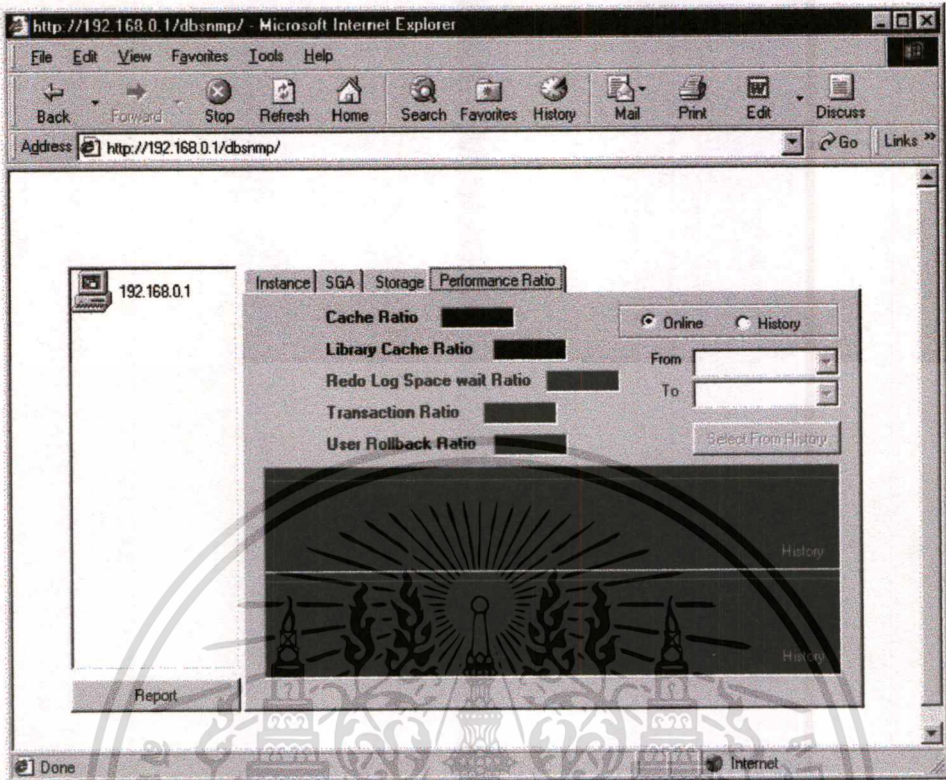 http://192.168.0.1/dbsnmp/ - Microsoft Internet Explorer
File Edit View Favorites Tools Help
Back Forward Stop Refresh Home Search Favorites History Mail Print Edit Discuss
Address http://192.168.0.1/dbsnmp/ Go Links »
192.168.0.1
Instance SGA Storage Performance Ratio
Cache Ratio
Online History
Library Cache Ratio
From
Redo Log Space wait Ratio
To
Transaction Ratio
Select From History
User Rollback Ratio
History
History
Report
Done Internet